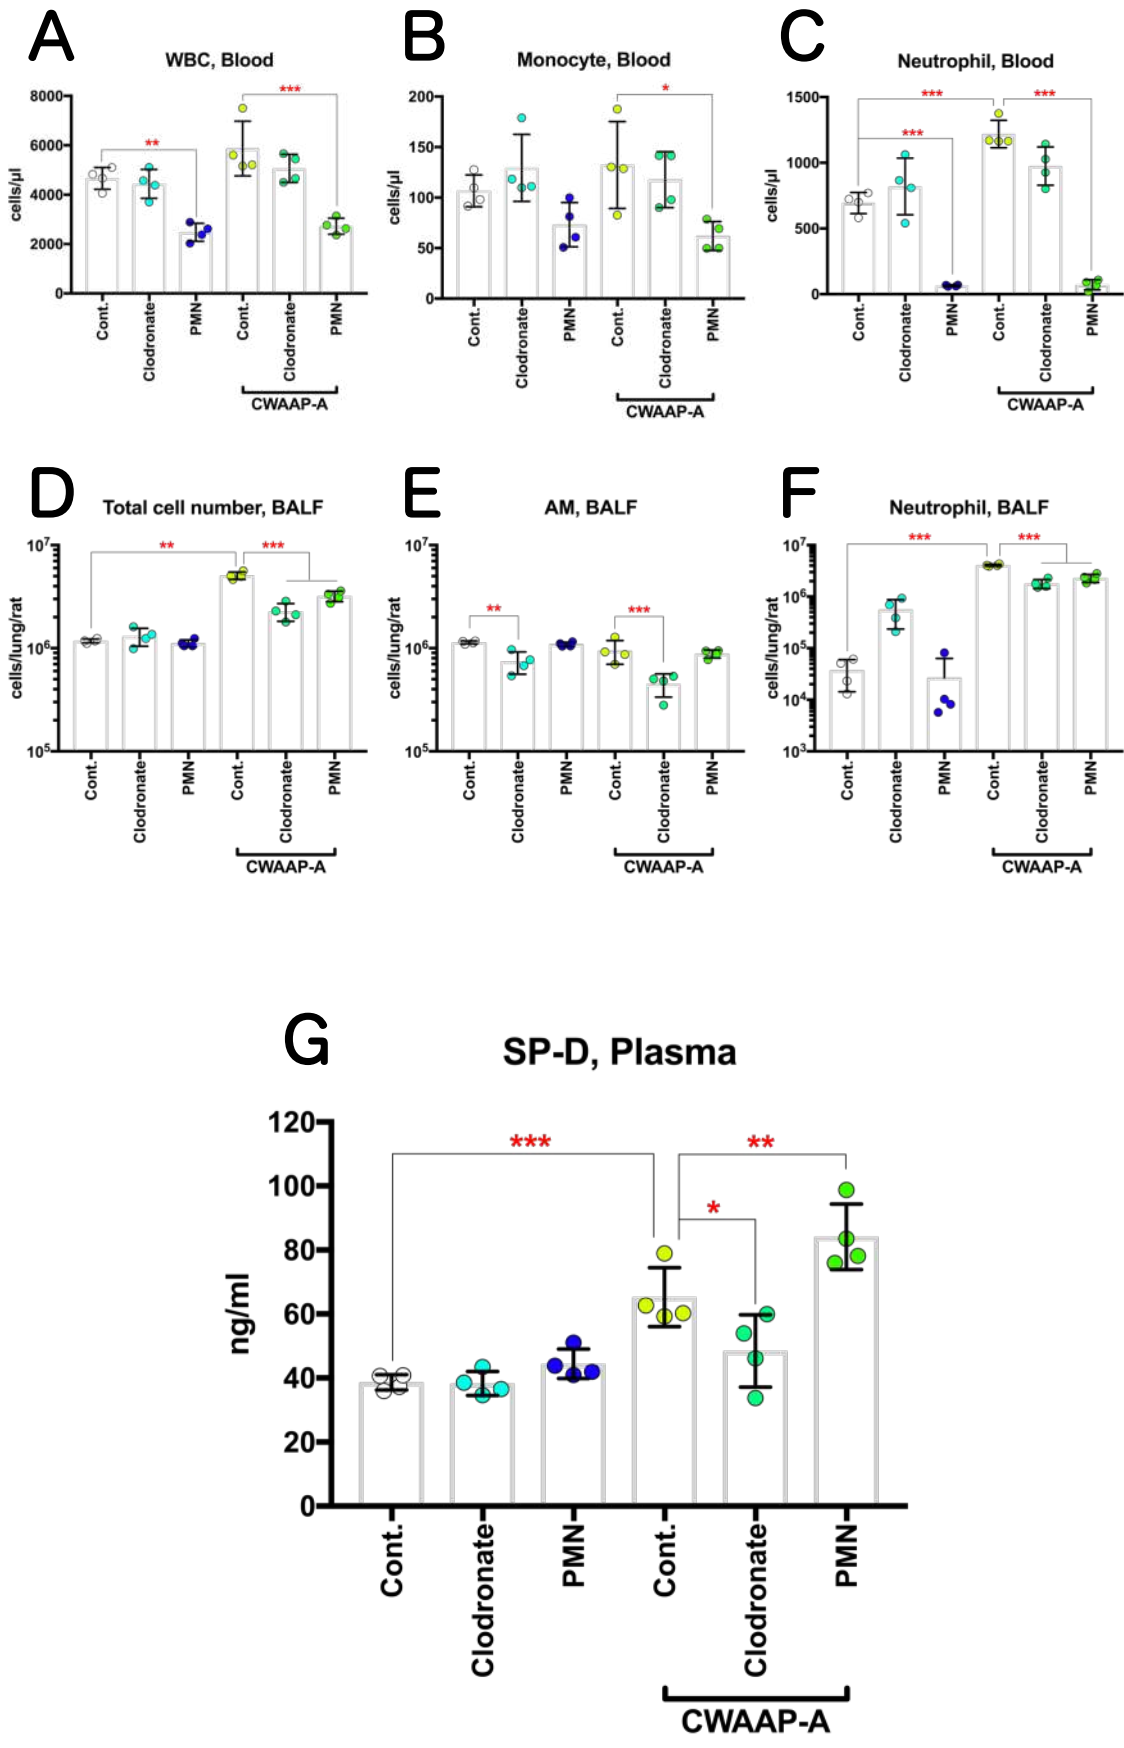 A
WBC, Blood
***
**
8000
6000
4000
2000
0
cells/µl
Cont.
Clodronate
PMN
Cont.
Clodronate
PMN
CWAAP-A
B
Monocyte, Blood
*
200
150
100
50
0
cells/µl
Cont.
Clodronate
PMN
Cont.
Clodronate
PMN
CWAAP-A
C
Neutrophil, Blood
***
***
***
1500
1000
500
0
cells/µl
Cont.
Clodronate
PMN
Cont.
Clodronate
PMN
CWAAP-A
D
Total cell number, BALF
**
***
10⁷
10⁶
10⁵
cells/lung/rat
Cont.
Clodronate
PMN
Cont.
Clodronate
PMN
CWAAP-A
E
AM, BALF
**
***
10⁷
10⁶
10⁵
cells/lung/rat
Cont.
Clodronate
PMN
Cont.
Clodronate
PMN
CWAAP-A
F
Neutrophil, BALF
***
***
10⁷
10⁶
10⁵
10⁴
10³
cells/lung/rat
Cont.
Clodronate
PMN
Cont.
Clodronate
PMN
CWAAP-A
G
SP-D, Plasma
***
**
*
120
100
80
60
40
20
0
ng/ml
Cont.
Clodronate
PMN
Cont.
Clodronate
PMN
CWAAP-A